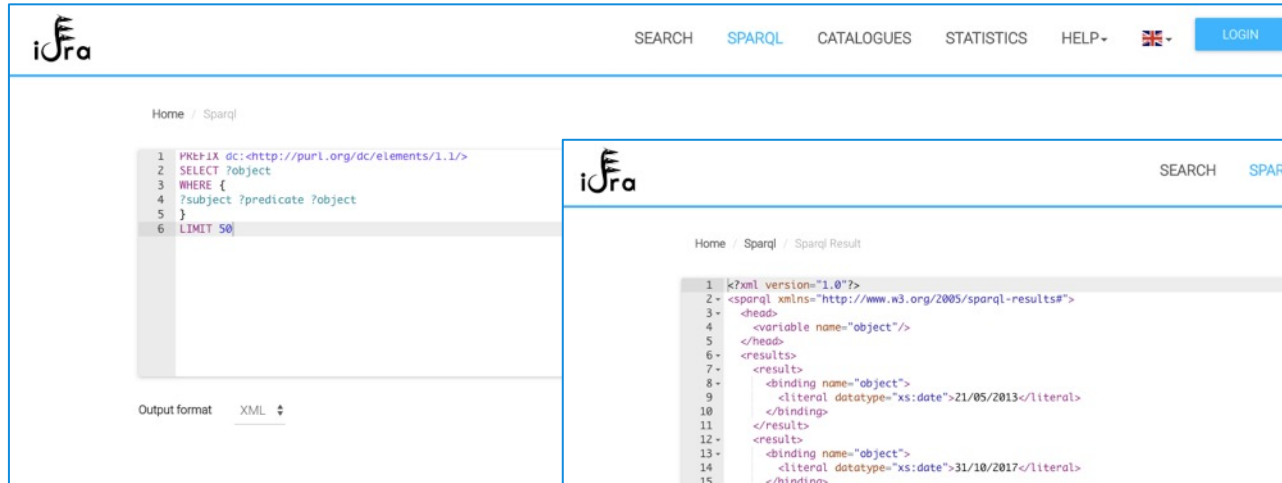 iJra
SEARCH SPARQL CATALOGUES STATISTICS HELP LOGIN
Home / Sparql
1 PREFIX dc:<http://purl.org/dc/elements/1.1/>
2 SELECT ?object
3 WHERE {
4 ?subject ?predicate ?object
5 }
6 LIMIT 50
Output format XML
iJra
SEARCH SPAR
Home / Sparql / Sparql Result
1 <?xml version="1.0"?>
2 <sparql xmlns="http://www.w3.org/2005/sparql-results#">
3 <head>
4 <variable name="object"/>
5 </head>
6 <results>
7 <result>
8 <binding name="object">
9 <literal datatype="xs:date">21/05/2013</literal>
10 </binding>
11 </result>
12 <result>
13 <binding name="object">
14 <literal datatype="xs:date">31/10/2017</literal>
15 </binding>